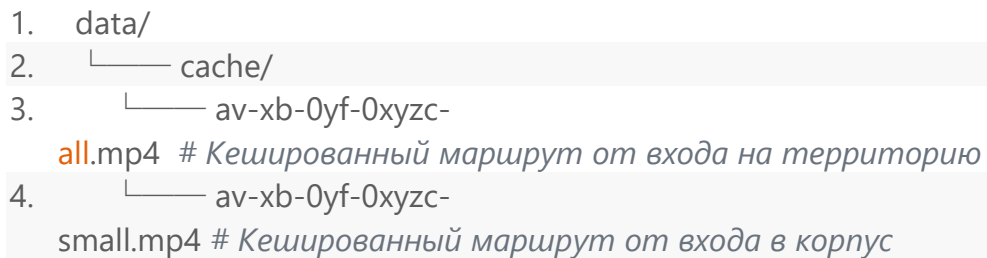 1. data/
2. └── cache/
3. └── av-xb-0yf-0xyzc-
all.mp4 # Кешированный маршрут от входа на территорию
4. └── av-xb-0yf-0xyzc-
small.mp4 # Кешированный маршрут от входа в корпус